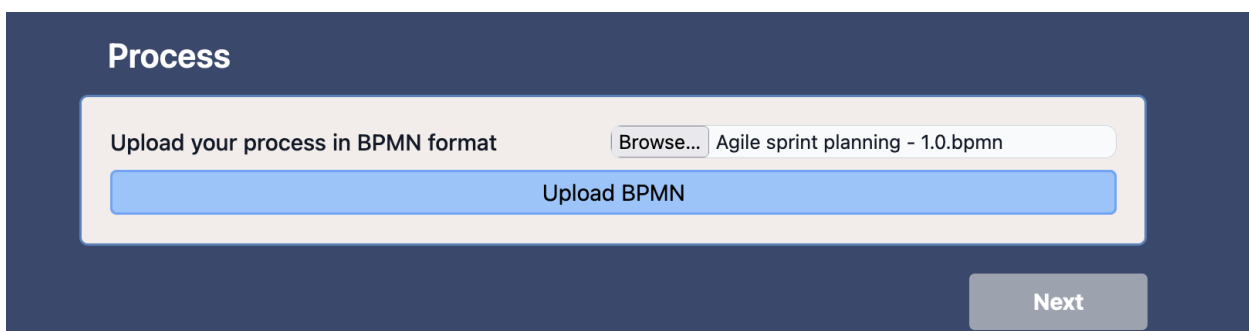 Process
Upload your process in BPMN format Browse... Agile sprint planning - 1.0.bpmn
Upload BPMN
Next